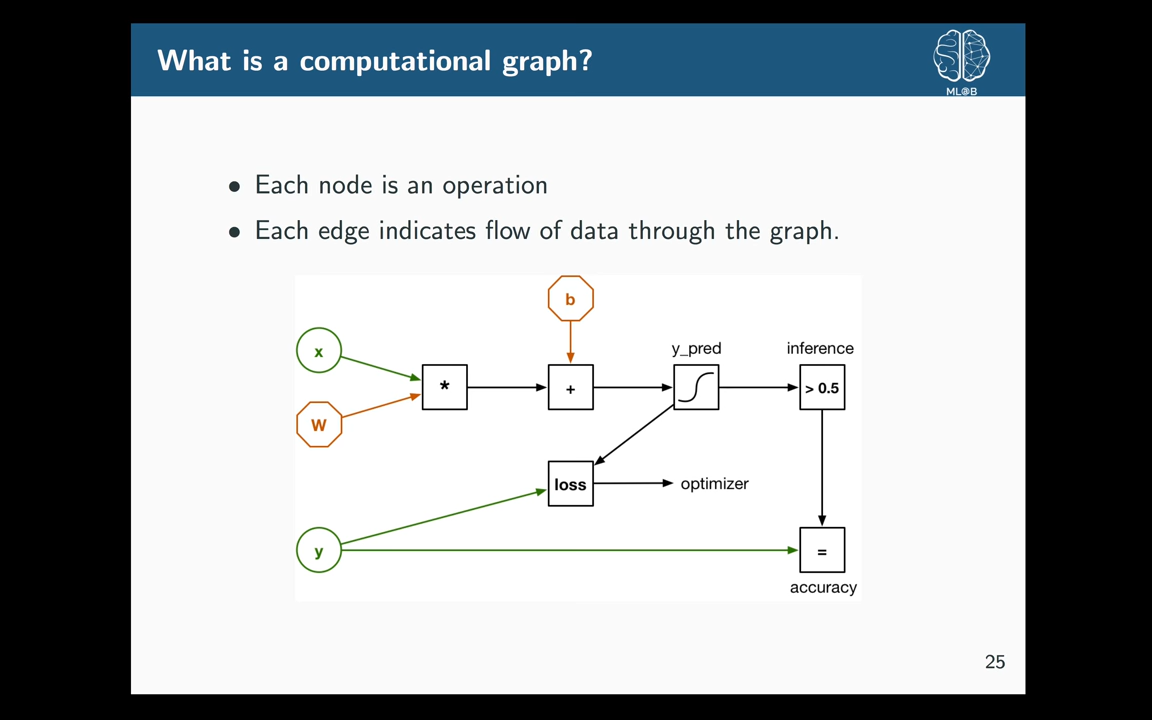 What is a computational graph?
ML@B
• Each node is an operation
• Each edge indicates flow of data through the graph.
b
x
y_pred
inference
*
+
> 0.5
W
loss
optimizer
y
=
accuracy
25